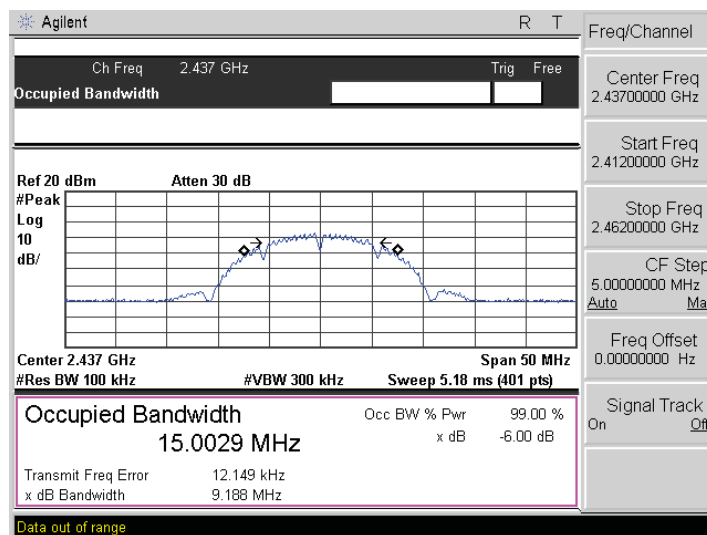 Agilent R T
Ch Freq 2.437 GHz Trig Free
Occupied Bandwidth
Ref 20 dBm Atten 30 dB
#Peak
Log
10
dB/
Center 2.437 GHz Span 50 MHz
#Res BW 100 kHz #VBW 300 kHz Sweep 5.18 ms (401 pts)
Occupied Bandwidth
15.0029 MHz
Occ BW % Pwr 99.00 %
x dB -6.00 dB
Transmit Freq Error 12.149 kHz
x dB Bandwidth 9.188 MHz
Data out of range
Freq/Channel
Center Freq
2.43700000 GHz
Start Freq
2.41200000 GHz
Stop Freq
2.46200000 GHz
CF Step
5.00000000 MHz
Auto Ma
Freq Offset
0.00000000 Hz
Signal Track
On Off